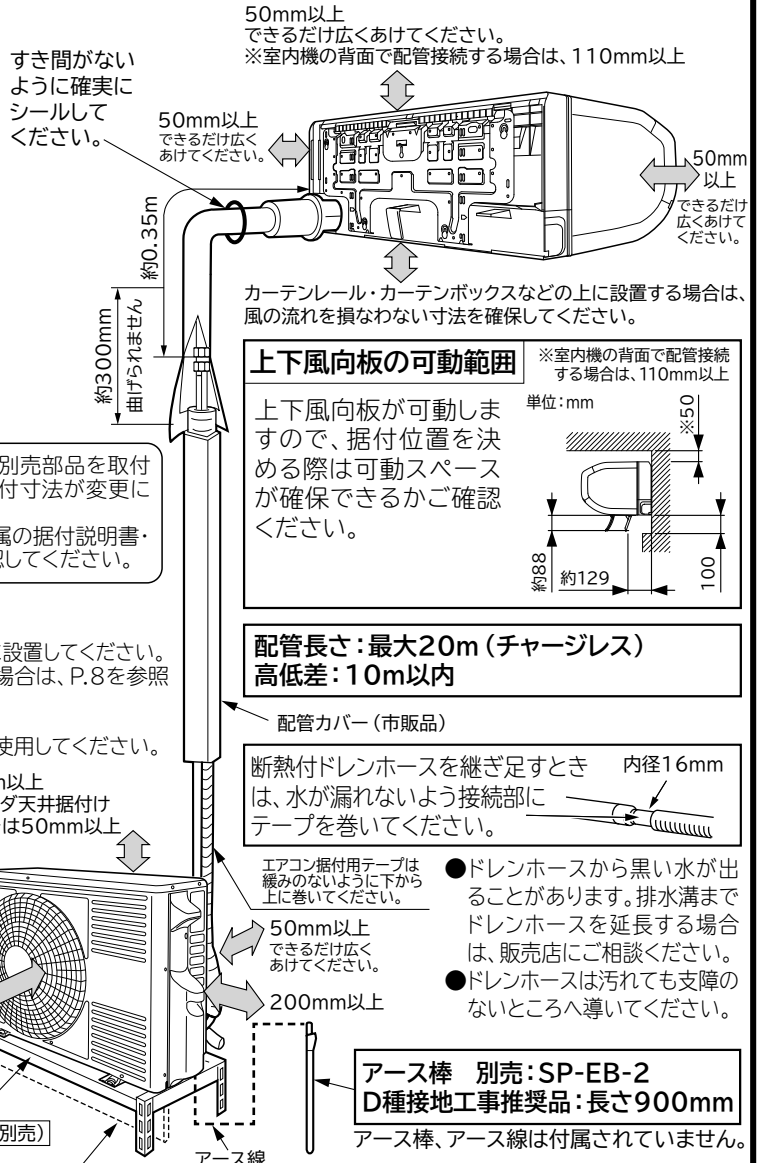 50mm以上
できるだけ広くあけてください。
※室内機の背面で配管接続する場合は、110mm以上
すき間がない
ように確実に
シールして
ください。
50mm以上
できるだけ広く
あけてください。
50mm
以上
できるだけ
広くあけて
ください。
約0.35m
約300mm
曲げられません
カーテンレール・カーテンボックスなどの上に設置する場合は、
風の流れを損なわない寸法を確保してください。
上下風向板の可動範囲
※室内機の背面で配管接続
する場合は、110mm以上
上下風向板が可動しま
すので、据付位置を決
める際は可動スペース
が確保できるかご確認
ください。
単位:mm
※50
約88
約129
100
別売部品を取付
付寸法が変更に
属の据付説明書・
認してください。
設置してください。
場合は、P.8を参照
使用してください。
配管長さ:最大20m(チャージレス)
高低差:10m以内
配管カバー(市販品)
断熱付ドレンホースを継ぎ足すとき
は、水が漏れないよう接続部に
テープを巻いてください。
内径16mm
以上
ダ天井据付け
は50mm以上
エアコン据付用テープは
緩みのないように下から
上に巻いてください。
50mm以上
できるだけ広く
あけてください。
200mm以上
●ドレンホースから黒い水が出
ることがあります。排水溝まで
ドレンホースを延長する場合
は、販売店にご相談ください。
●ドレンホースは汚れても支障の
ないところへ導いてください。
アース棒 別売:SP-EB-2
D種接地工事推奨品:長さ900mm
アース棒、アース線は付属されていません。
別売)
アース線